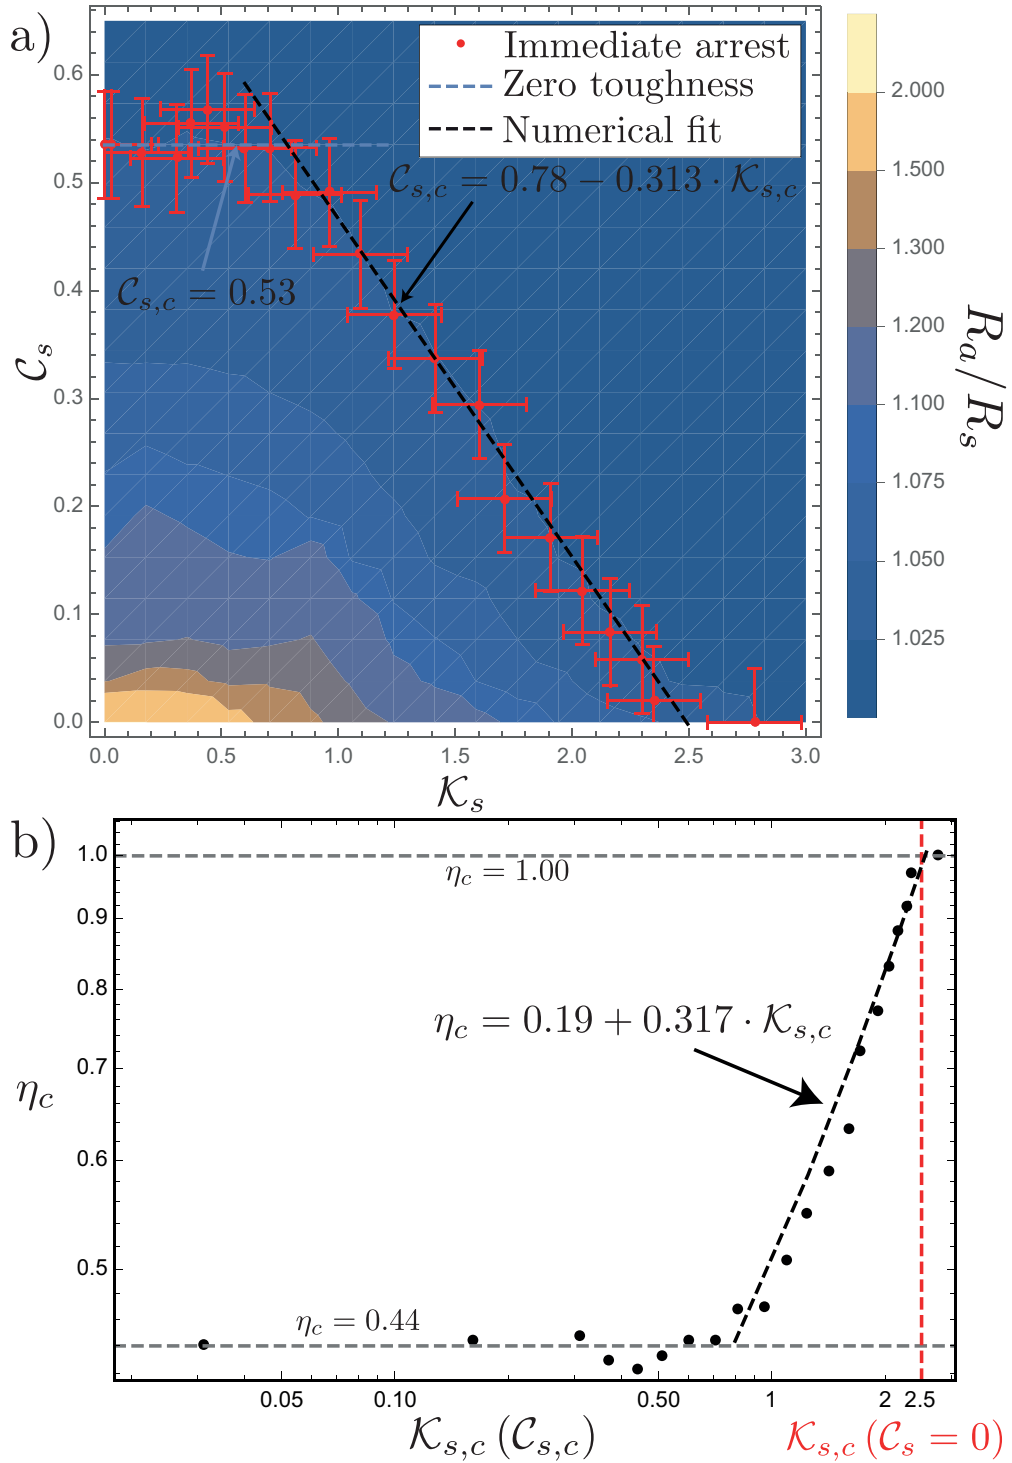 a)
Immediate arrest
Zero toughness
Numerical fit
𝒞s,c = 0.78 − 0.313 · 𝒦s,c
𝒞s,c = 0.53
𝒞s
0.6
0.5
0.4
0.3
0.2
0.1
0.0
0.0 0.5 1.0 1.5 2.0 2.5 3.0
𝒦s
2.000
1.500
1.300
1.200
1.100
1.075
1.050
1.025
Ra/Rs
b)
ηc = 1.00
ηc = 0.19 + 0.317 · 𝒦s,c
ηc = 0.44
ηc
1.0
0.9
0.8
0.7
0.6
0.5
0.05 0.10 0.50 1 2 2.5
𝒦s,c (𝒞s,c)
𝒦s,c (𝒞s = 0)